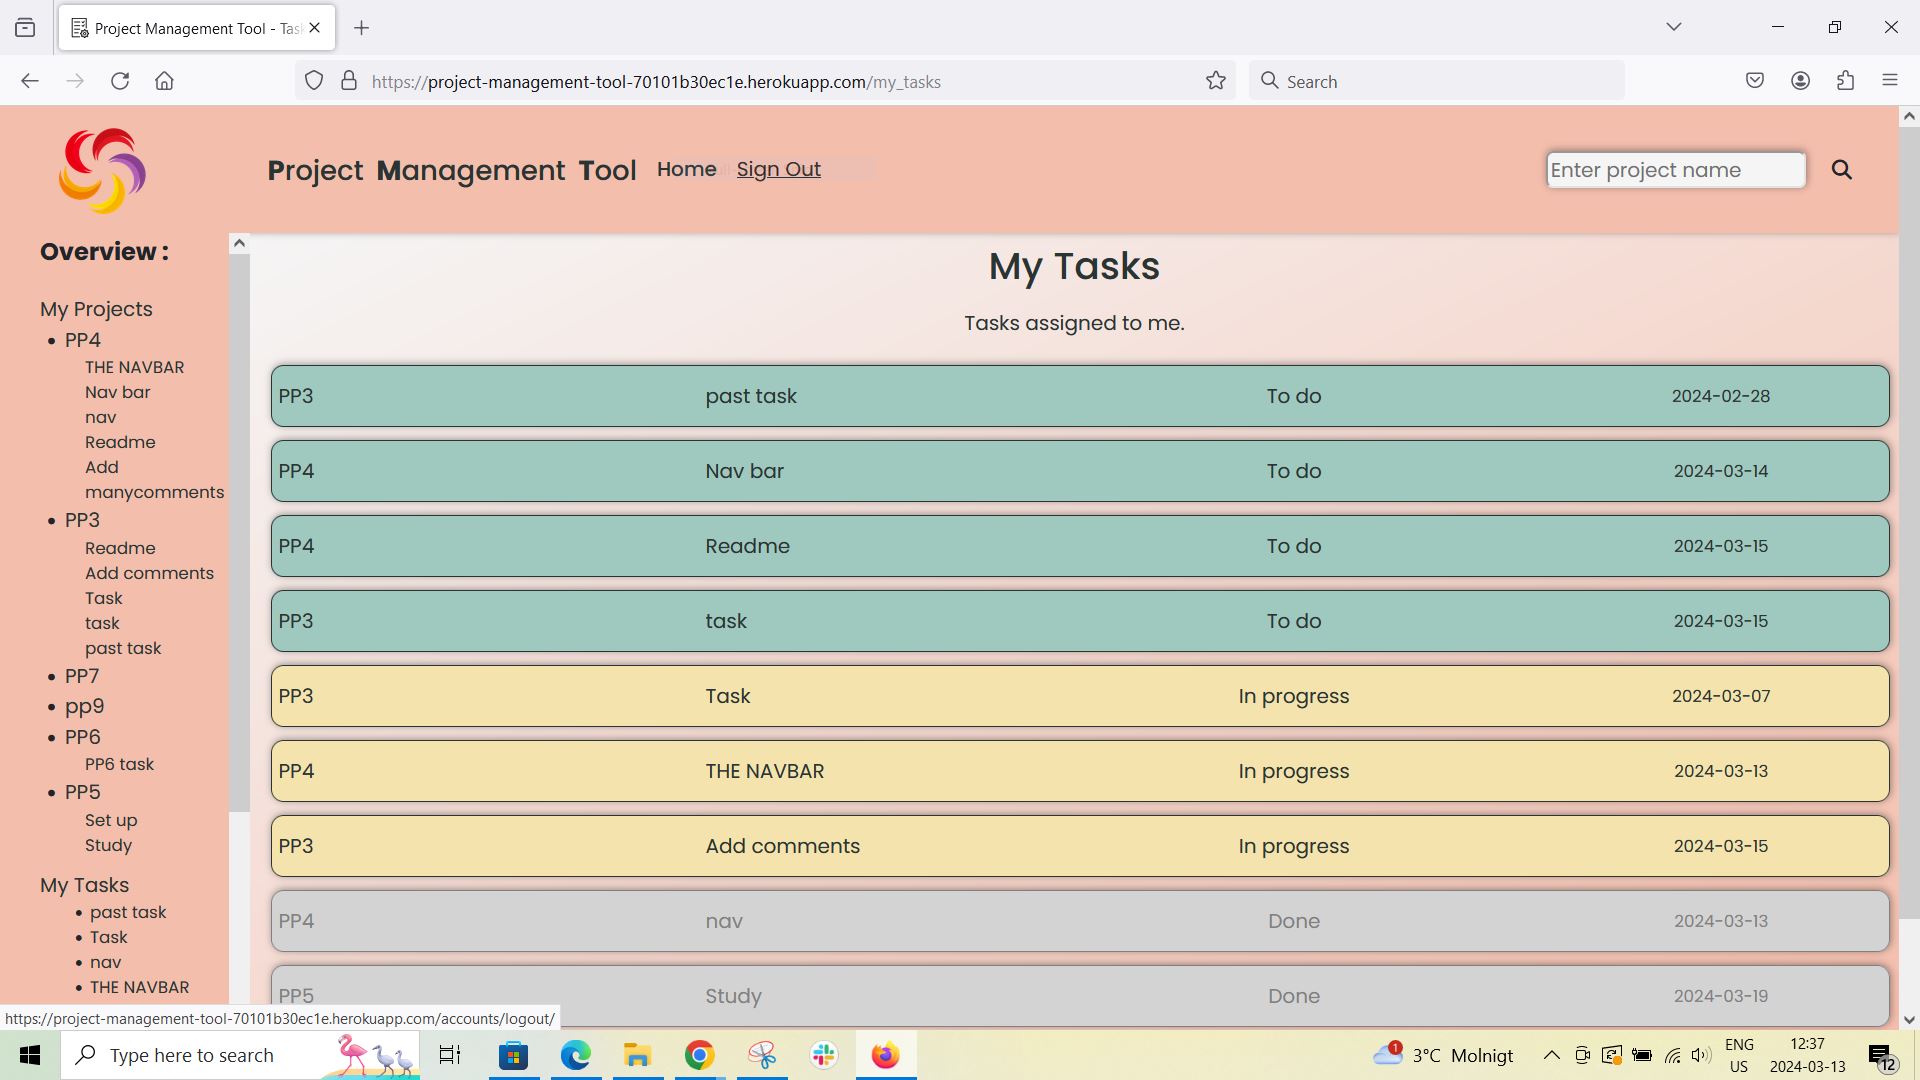 Project Management Tool - Tas
https://project-management-tool-70101b30ec1e.herokuapp.com/my_tasks
Search
Project Management Tool
Home
Sign Out
Enter project name
Overview :
My Projects
PP4
THE NAVBAR
Nav bar
nav
Readme
Add
manycomments
PP3
Readme
Add comments
Task
task
past task
PP7
pp9
PP6
PP6 task
PP5
Set up
Study
My Tasks
past task
Task
nav
THE NAVBAR
My Tasks
Tasks assigned to me.
PP3 past task To do 2024-02-28
PP4 Nav bar To do 2024-03-14
PP4 Readme To do 2024-03-15
PP3 task To do 2024-03-15
PP3 Task In progress 2024-03-07
PP4 THE NAVBAR In progress 2024-03-13
PP3 Add comments In progress 2024-03-15
PP4 nav Done 2024-03-13
PP5 Study Done 2024-03-19
https://project-management-tool-70101b30ec1e.herokuapp.com/accounts/logout/
Type here to search
1
3°C Molnigt
ENG
US
12:37
2024-03-13
12